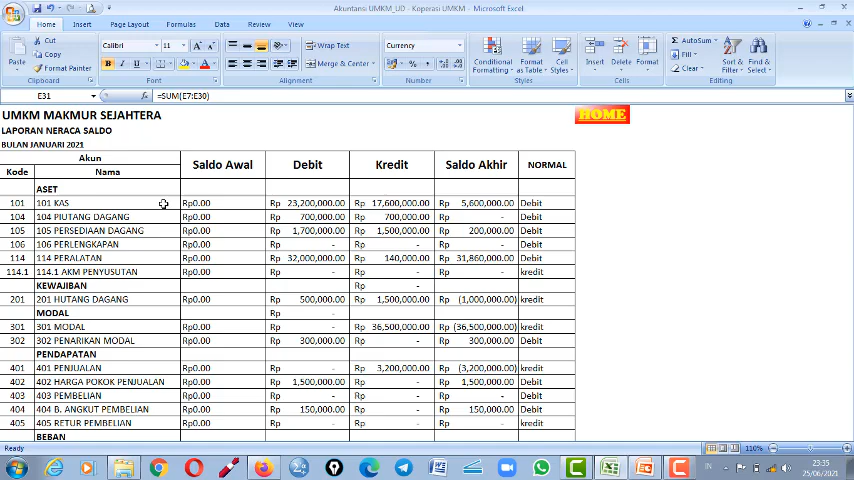 Akuntansi UMKM_UD - Koperasi UMKM - Microsoft Excel
Home Insert Page Layout Formulas Data Review View
Paste Cut Calibri 11 Wrap Text Currency Conditional Format Cell Insert Delete Format AutoSum Sort & Find &
Copy Formatting as Table Styles Fill Filter Select
Format Painter B I U Merge & Center % Clear
Clipboard Font Alignment Number Styles Cells Editing
E31 fx =SUM(E7:E30)
UMKM MAKMUR SEJAHTERA HOME
LAPORAN NERACA SALDO
BULAN JANUARI 2021
Akun Saldo Awal Debit Kredit Saldo Akhir NORMAL
Kode Nama
ASET
101 101 KAS Rp0.00 Rp 23,200,000.00 Rp 17,600,000.00 Rp 5,600,000.00 Debit
104 104 PIUTANG DAGANG Rp0.00 Rp 700,000.00 Rp 700,000.00 Rp - Debit
105 105 PERSEDIAAN DAGANG Rp0.00 Rp 1,700,000.00 Rp 1,500,000.00 Rp 200,000.00 Debit
106 106 PERLENGKAPAN Rp0.00 Rp - Rp - Rp - Debit
114 114 PERALATAN Rp0.00 Rp 32,000,000.00 Rp 140,000.00 Rp 31,860,000.00 Debit
114.1 114.1 AKM PENYUSUTAN Rp0.00 Rp - Rp - Rp - kredit
KEWAJIBAN Rp -
201 201 HUTANG DAGANG Rp0.00 Rp 500,000.00 Rp 1,500,000.00 Rp (1,000,000.00) kredit
MODAL Rp -
301 301 MODAL Rp0.00 Rp - Rp 36,500,000.00 Rp (36,500,000.00) kredit
302 302 PENARIKAN MODAL Rp0.00 Rp 300,000.00 Rp - Rp 300,000.00 Debit
PENDAPATAN
401 401 PENJUALAN Rp0.00 Rp - Rp 3,200,000.00 Rp (3,200,000.00) kredit
402 402 HARGA POKOK PENJUALAN Rp0.00 Rp 1,500,000.00 Rp - Rp 1,500,000.00 Debit
403 403 PEMBELIAN Rp0.00 Rp - Rp - Rp - Debit
404 404 B. ANGKUT PEMBELIAN Rp0.00 Rp 150,000.00 Rp - Rp 150,000.00 Debit
405 405 RETUR PEMBELIAN Rp0.00 Rp - Rp - Rp - kredit
BEBAN
Ready 110%
IN 23:35
25/06/2021